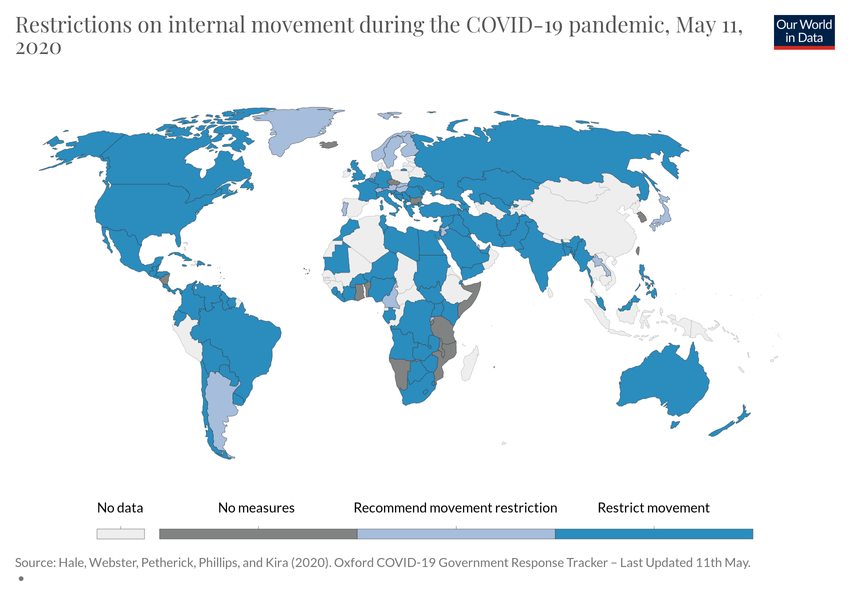 Restrictions on internal movement during the COVID-19 pandemic, May 11,
2020
Our World
in Data
No data
No measures
Recommend movement restriction
Restrict movement
Source: Hale, Webster, Petherick, Phillips, and Kira (2020). Oxford COVID-19 Government Response Tracker – Last Updated 11th May.
•